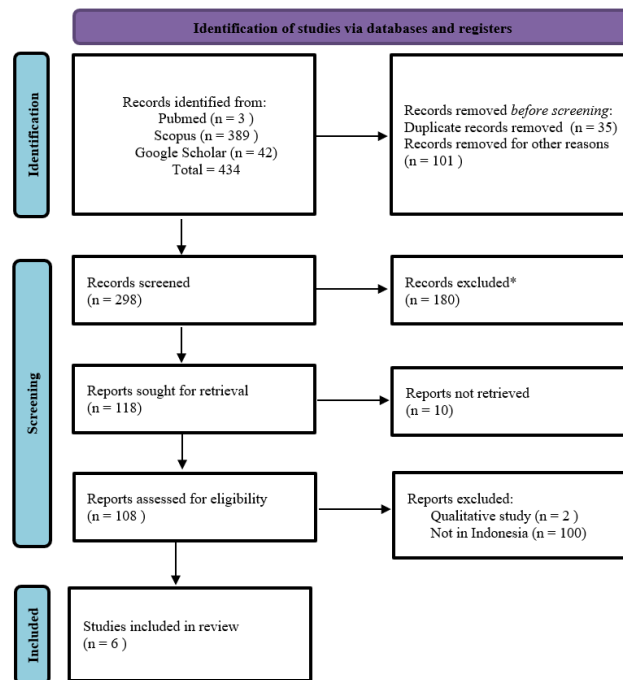 Identification of studies via databases and registers
Identification
Records identified from:
Pubmed (n = 3 )
Scopus (n = 389 )
Google Scholar (n = 42)
Total = 434
Records removed before screening:
Duplicate records removed (n = 35)
Records removed for other reasons
(n = 101 )
Screening
Records screened
(n = 298)
Records excluded*
(n = 180)
Reports sought for retrieval
(n = 118)
Reports not retrieved
(n = 10)
Reports assessed for eligibility
(n = 108 )
Reports excluded:
Qualitative study (n = 2 )
Not in Indonesia (n = 100)
Included
Studies included in review
(n = 6 )